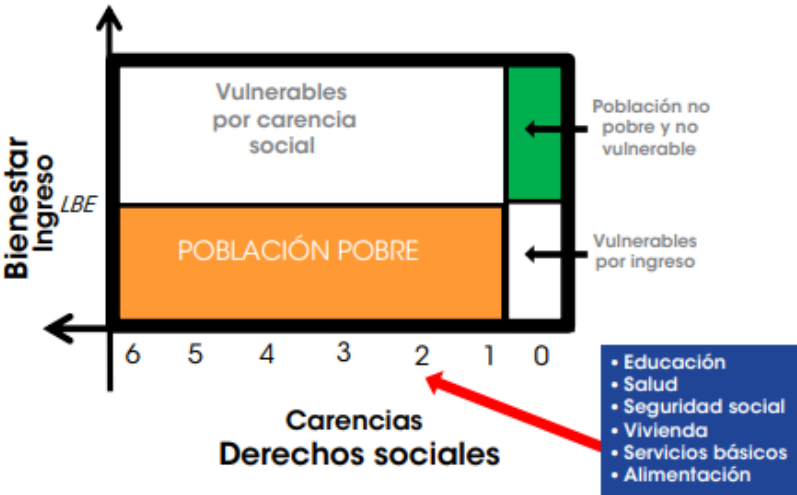 Vulnerables
por carencia
social
Población no
pobre y no
vulnerable
Bienestar
Ingreso
LBE
POBLACIÓN POBRE
Vulnerables
por ingreso
6 5 4 3 2 1 0
Carencias
Derechos sociales
• Educación
• Salud
• Seguridad social
• Vivienda
• Servicios básicos
• Alimentación